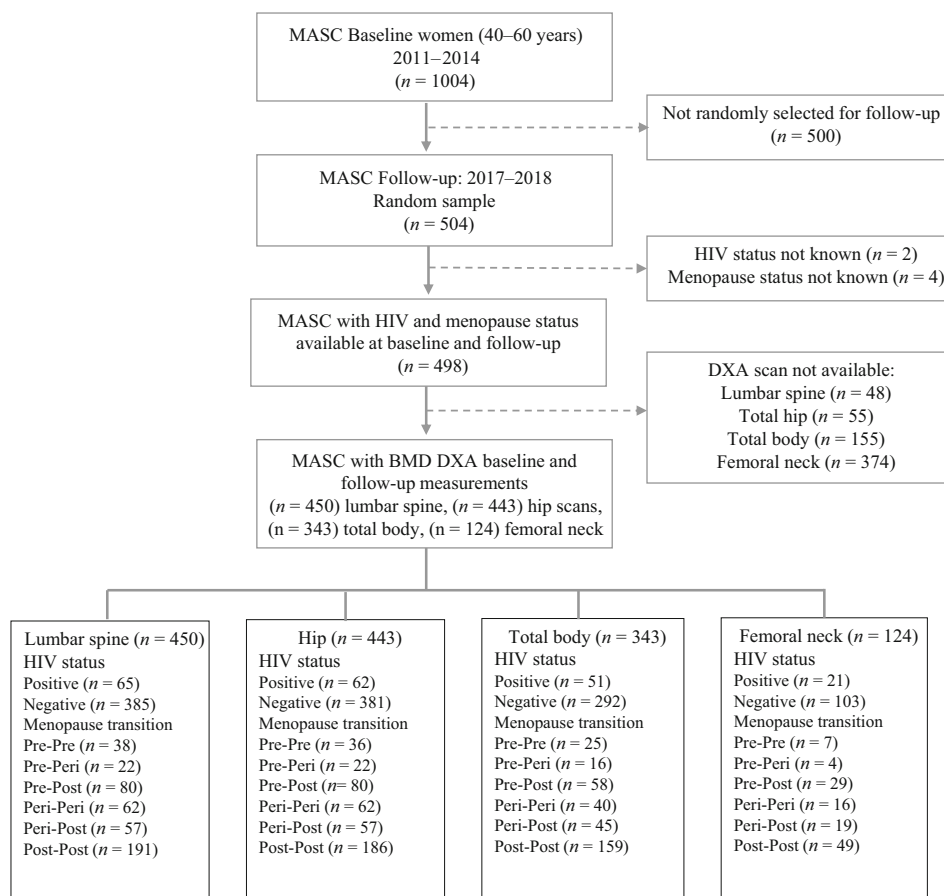 MASC Baseline women (40–60 years)
2011–2014
(n = 1004)
Not randomly selected for follow-up
(n = 500)
MASC Follow-up: 2017–2018
Random sample
(n = 504)
HIV status not known (n = 2)
Menopause status not known (n = 4)
MASC with HIV and menopause status
available at baseline and follow-up
(n = 498)
DXA scan not available:
Lumbar spine (n = 48)
Total hip (n = 55)
Total body (n = 155)
Femoral neck (n = 374)
MASC with BMD DXA baseline and
follow-up measurements
(n = 450) lumbar spine, (n = 443) hip scans,
(n = 343) total body, (n = 124) femoral neck
Lumbar spine (n = 450)
HIV status
Positive (n = 65)
Negative (n = 385)
Menopause transition
Pre-Pre (n = 38)
Pre-Peri (n = 22)
Pre-Post (n = 80)
Peri-Peri (n = 62)
Peri-Post (n = 57)
Post-Post (n = 191)
Hip (n = 443)
HIV status
Positive (n = 62)
Negative (n = 381)
Menopause transition
Pre-Pre (n = 36)
Pre-Peri (n = 22)
Pre-Post (n= 80)
Peri-Peri (n = 62)
Peri-Post (n = 57)
Post-Post (n = 186)
Total body (n = 343)
HIV status
Positive (n = 51)
Negative (n = 292)
Menopause transition
Pre-Pre (n = 25)
Pre-Peri (n = 16)
Pre-Post (n = 58)
Peri-Peri (n = 40)
Peri-Post (n = 45)
Post-Post (n = 159)
Femoral neck (n = 124)
HIV status
Positive (n = 21)
Negative (n = 103)
Menopause transition
Pre-Pre (n = 7)
Pre-Peri (n = 4)
Pre-Post (n = 29)
Peri-Peri (n = 16)
Peri-Post (n = 19)
Post-Post (n = 49)